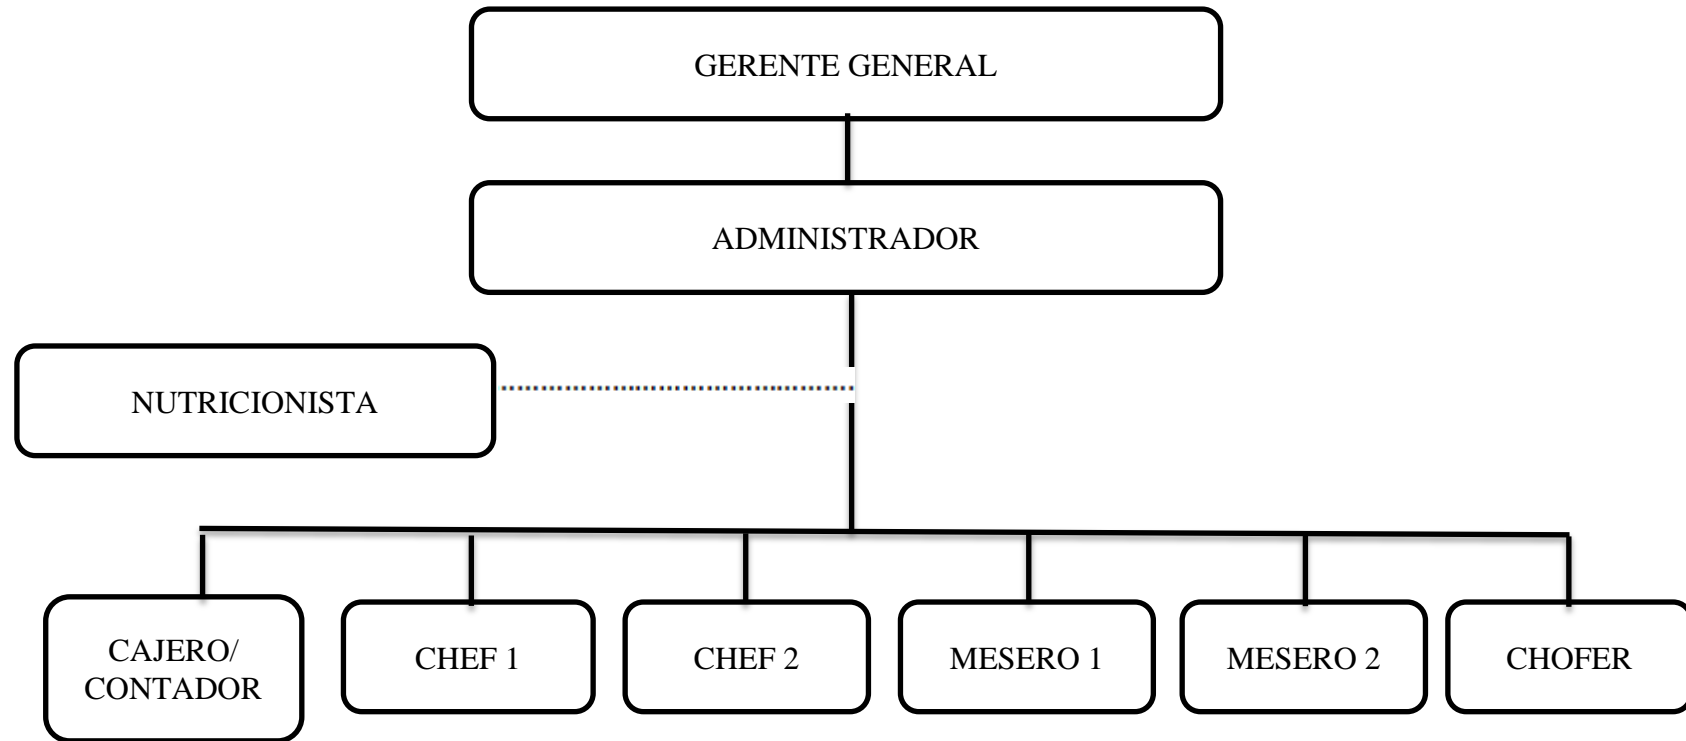 GERENTE GENERAL
ADMINISTRADOR
NUTRICIONISTA
CAJERO/
CONTADOR
CHEF 1
CHEF 2
MESERO 1
MESERO 2
CHOFER